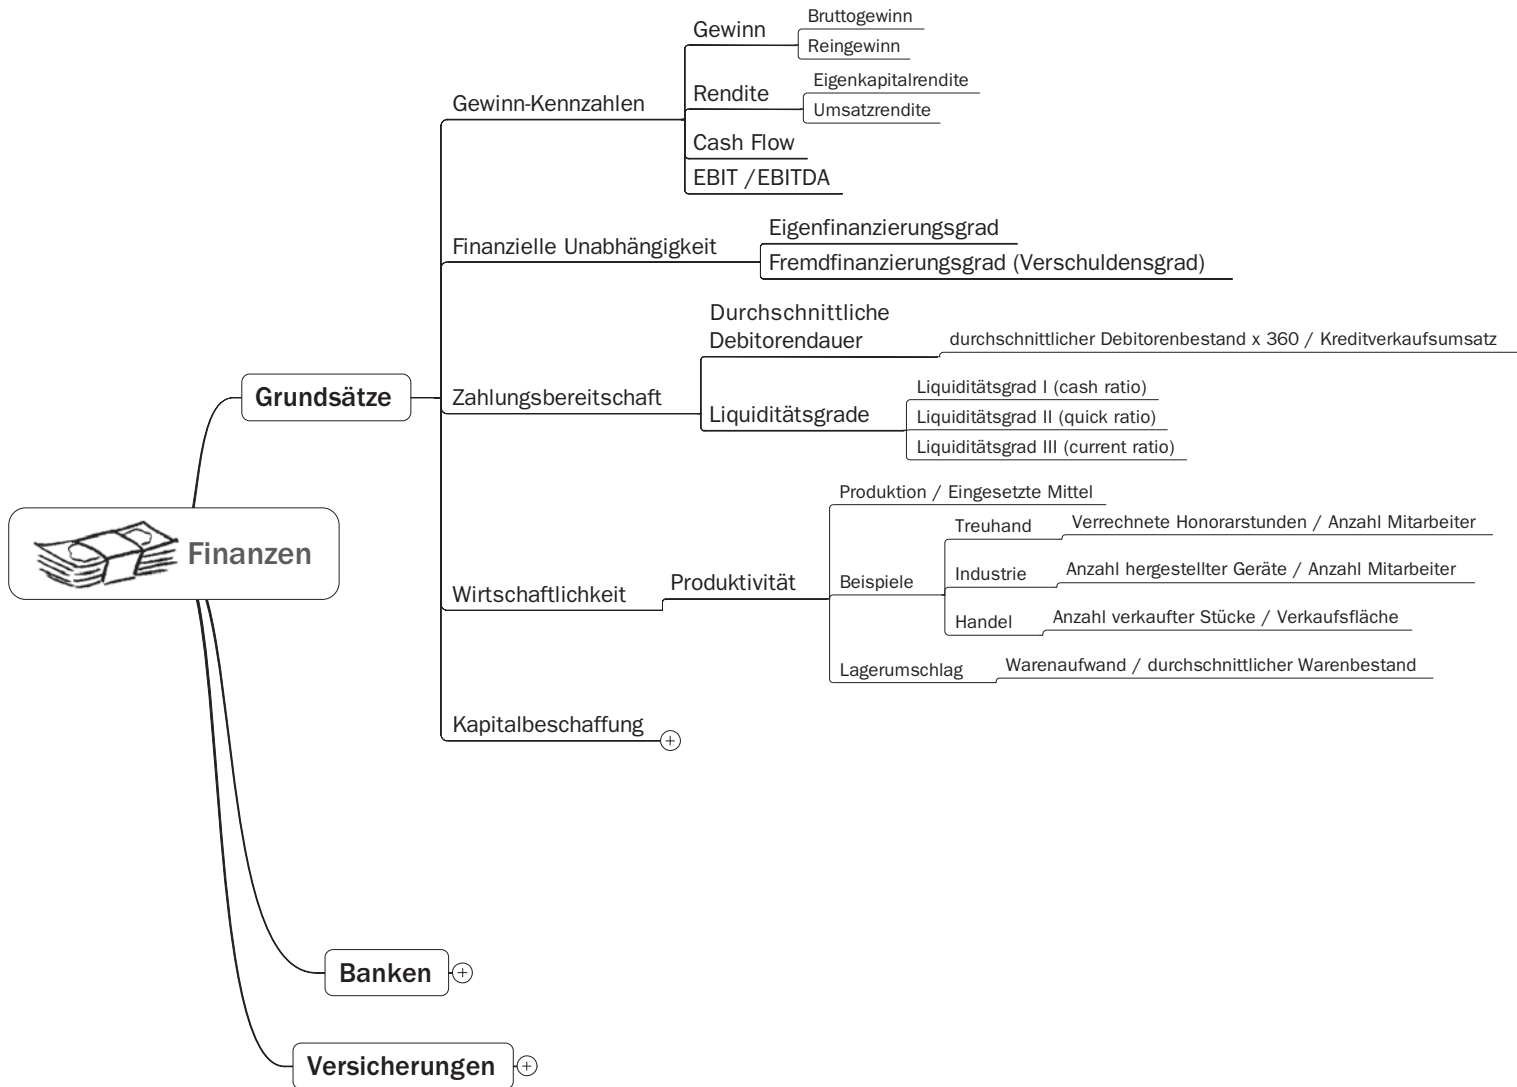 Finanzen
Grundsätze
Gewinn-Kennzahlen
Gewinn
Bruttogewinn
Reingewinn
Rendite
Eigenkapitalrendite
Umsatzrendite
Cash Flow
EBIT /EBITDA
Finanzielle Unabhängigkeit
Eigenfinanzierungsgrad
Fremdfinanzierungsgrad (Verschuldensgrad)
Zahlungsbereitschaft
Durchschnittliche
Debitorendauer
durchschnittlicher Debitorenbestand x 360 / Kreditverkaufsumsatz
Liquiditätsgrade
Liquiditätsgrad I (cash ratio)
Liquiditätsgrad II (quick ratio)
Liquiditätsgrad III (current ratio)
Wirtschaftlichkeit
Produktivität
Produktion / Eingesetzte Mittel
Beispiele
Treuhand
Verrechnete Honorarstunden / Anzahl Mitarbeiter
Industrie
Anzahl hergestellter Geräte / Anzahl Mitarbeiter
Handel
Anzahl verkaufter Stücke / Verkaufsfläche
Lagerumschlag
Warenaufwand / durchschnittlicher Warenbestand
Kapitalbeschaffung
Banken
Versicherungen